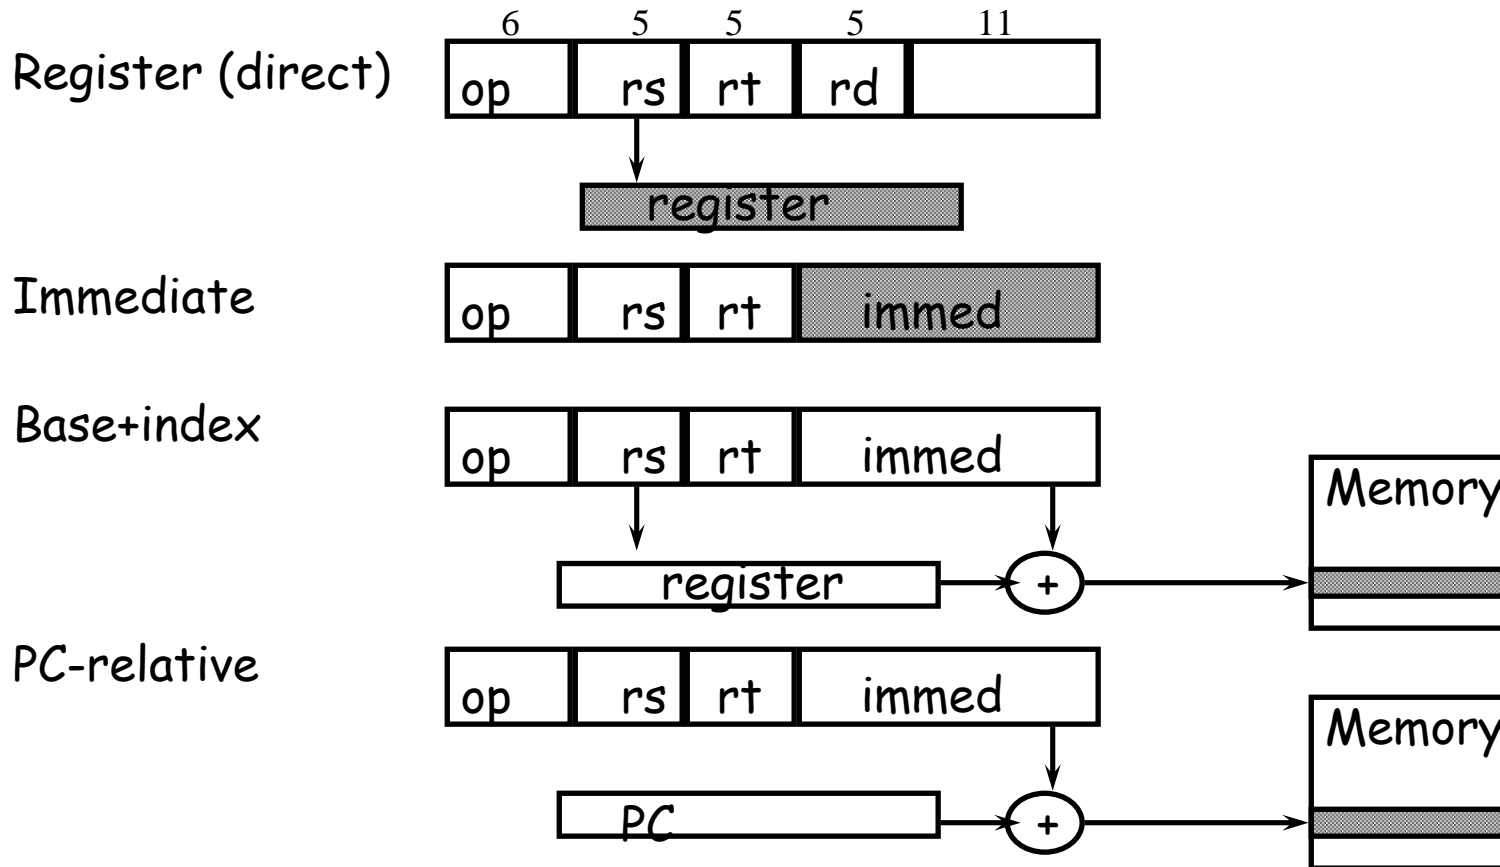 6 5 5 5 11
Register (direct) op rs rt rd
register
Immediate op rs rt immed
Base+index op rs rt immed
Memory
register +
PC-relative op rs rt immed
Memory
PC +